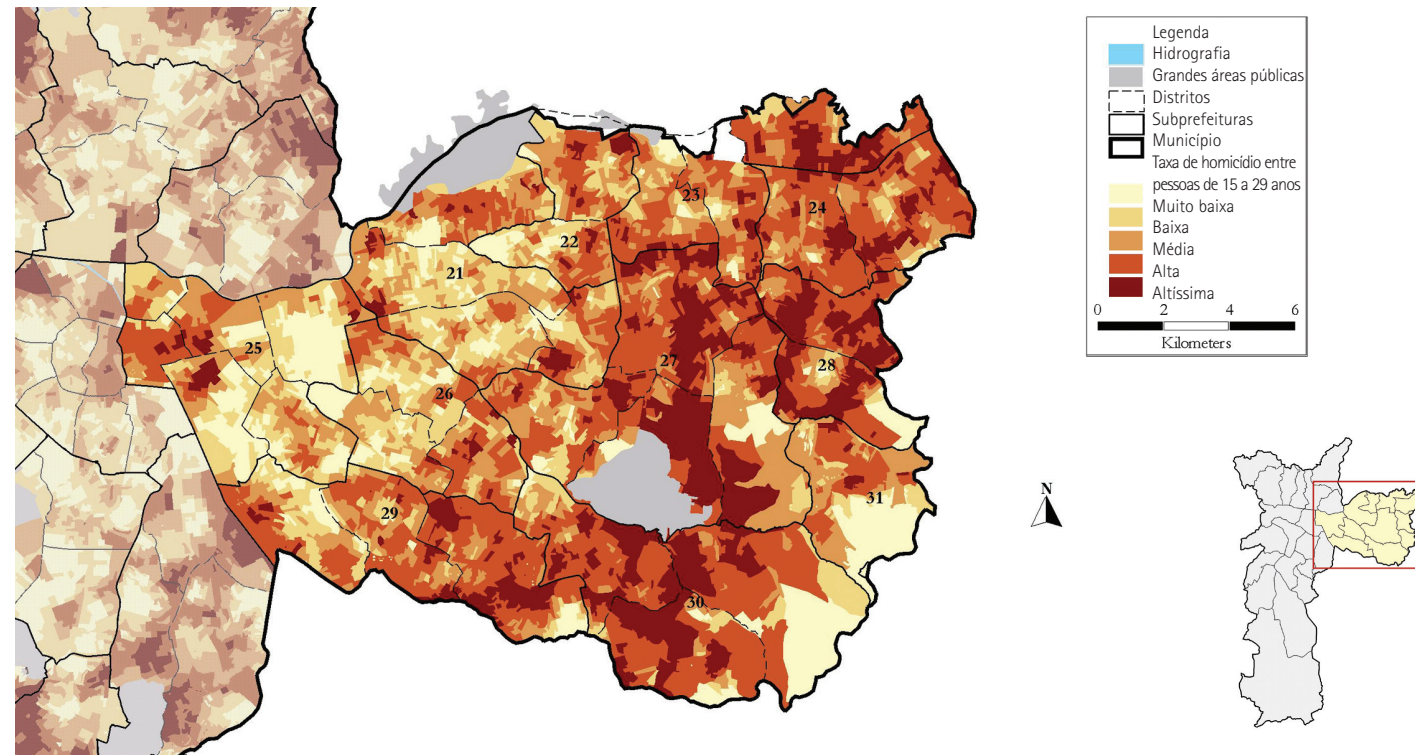 Legenda
Hidrografia
Grandes áreas públicas
Distritos
Subprefeituras
Município
Taxa de homicídio entre
pessoas de 15 a 29 anos
Muito baixa
Baixa
Média
Alta
Altíssima
0 2 4 6
Kilometers
23
24
22
21
25
27
28
26
31
29
30
N